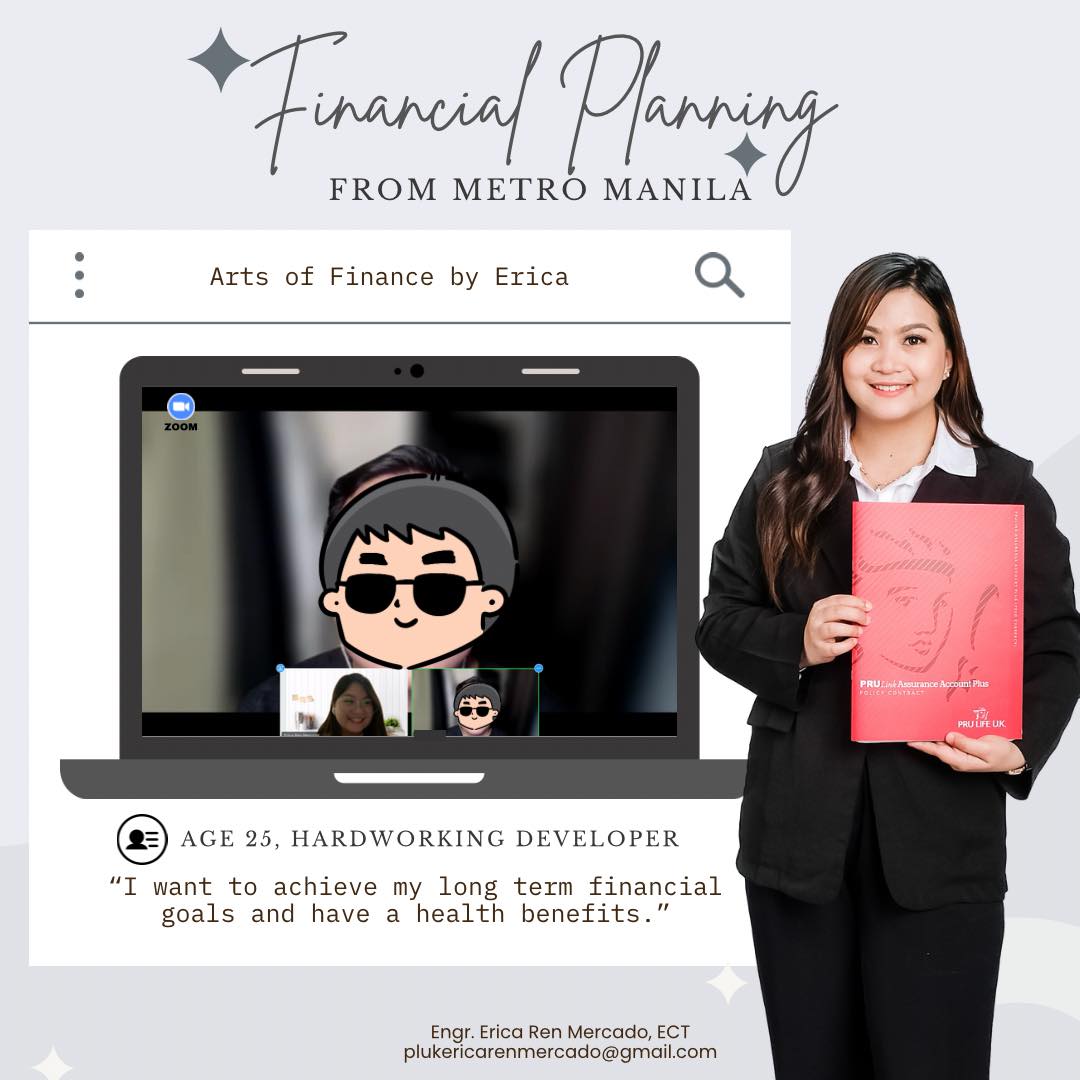 Financial Planning
FROM METRO MANILA
Arts of Finance by Erica
ZOOM
PRULink Assurance Account Plus
POLICY CONTRACT
PRU LIFE U.K.
AGE 25, HARDWORKING DEVELOPER
“I want to achieve my long term financial
goals and have a health benefits.”
Engr. Erica Ren Mercado, ECT
plukericarenmercado@gmail.com